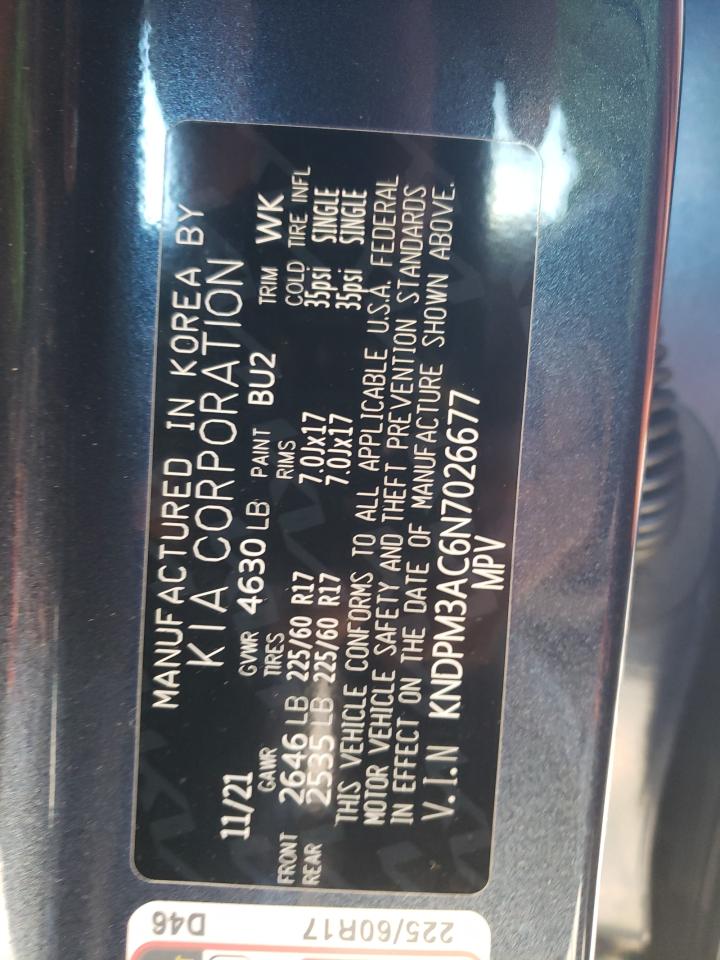 MANUFACTURED IN KOREA BY
KIA CORPORATION
11/21 GVWR 4630 LB PAINT BU2 TRIM WK
GAWR TIRES RIMS COLD TIRE INFL
FRONT 2646 LB 225/60 R17 7.0Jx17 35psi SINGLE
REAR 2535 LB 225/60 R17 7.0Jx17 35psi SINGLE
THIS VEHICLE CONFORMS TO ALL APPLICABLE U.S.A. FEDERAL
MOTOR VEHICLE SAFETY AND THEFT PREVENTION STANDARDS
IN EFFECT ON THE DATE OF MANUFACTURE SHOWN ABOVE.
V.I.N KNDPM3AC6N7026677
MPV
225/60R17 D46